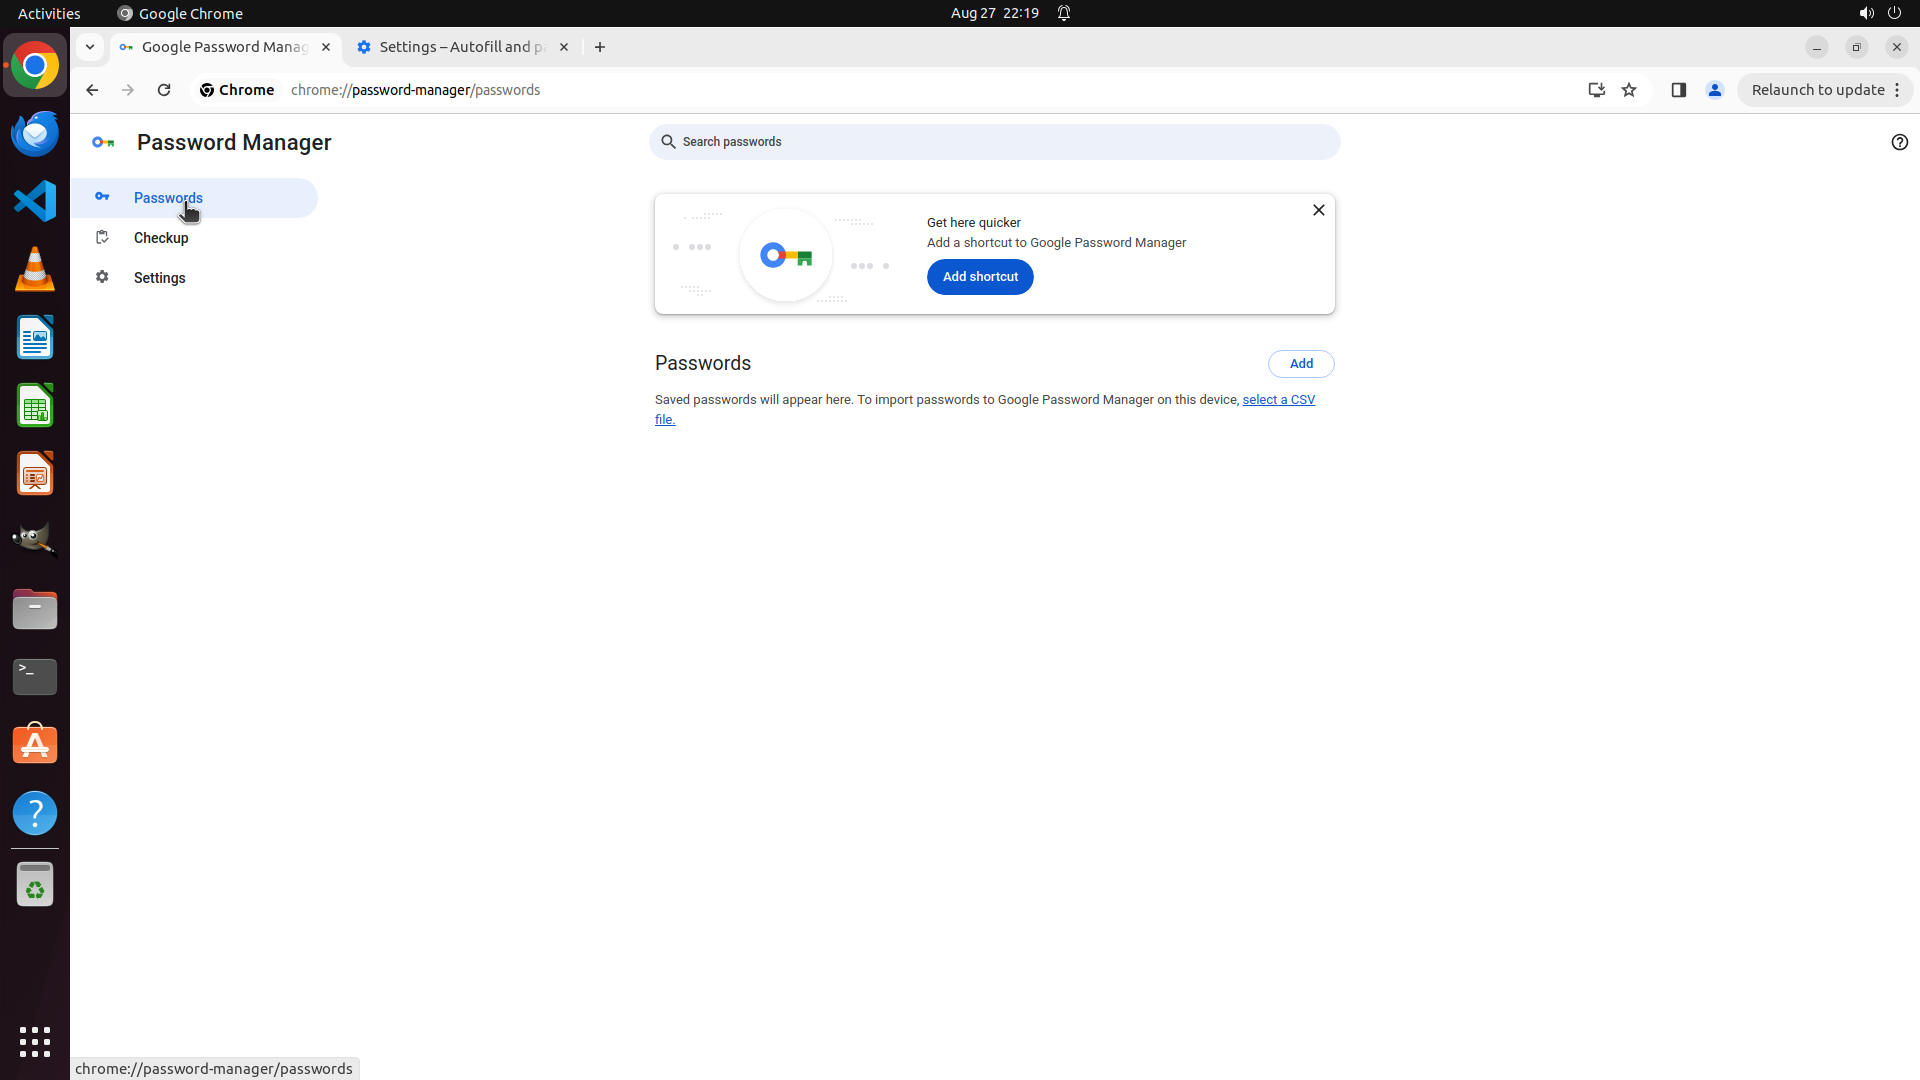 Activities
Google Chrome
Aug 27 22:19
Google Password Manag
Settings – Autofill and p
Chrome
chrome://password-manager/passwords
Relaunch to update
Password Manager
Search passwords
Passwords
Checkup
Settings
Get here quicker
Add a shortcut to Google Password Manager
Add shortcut
Passwords
Add
Saved passwords will appear here. To import passwords to Google Password Manager on this device, select a CSV
file.
chrome://password-manager/passwords